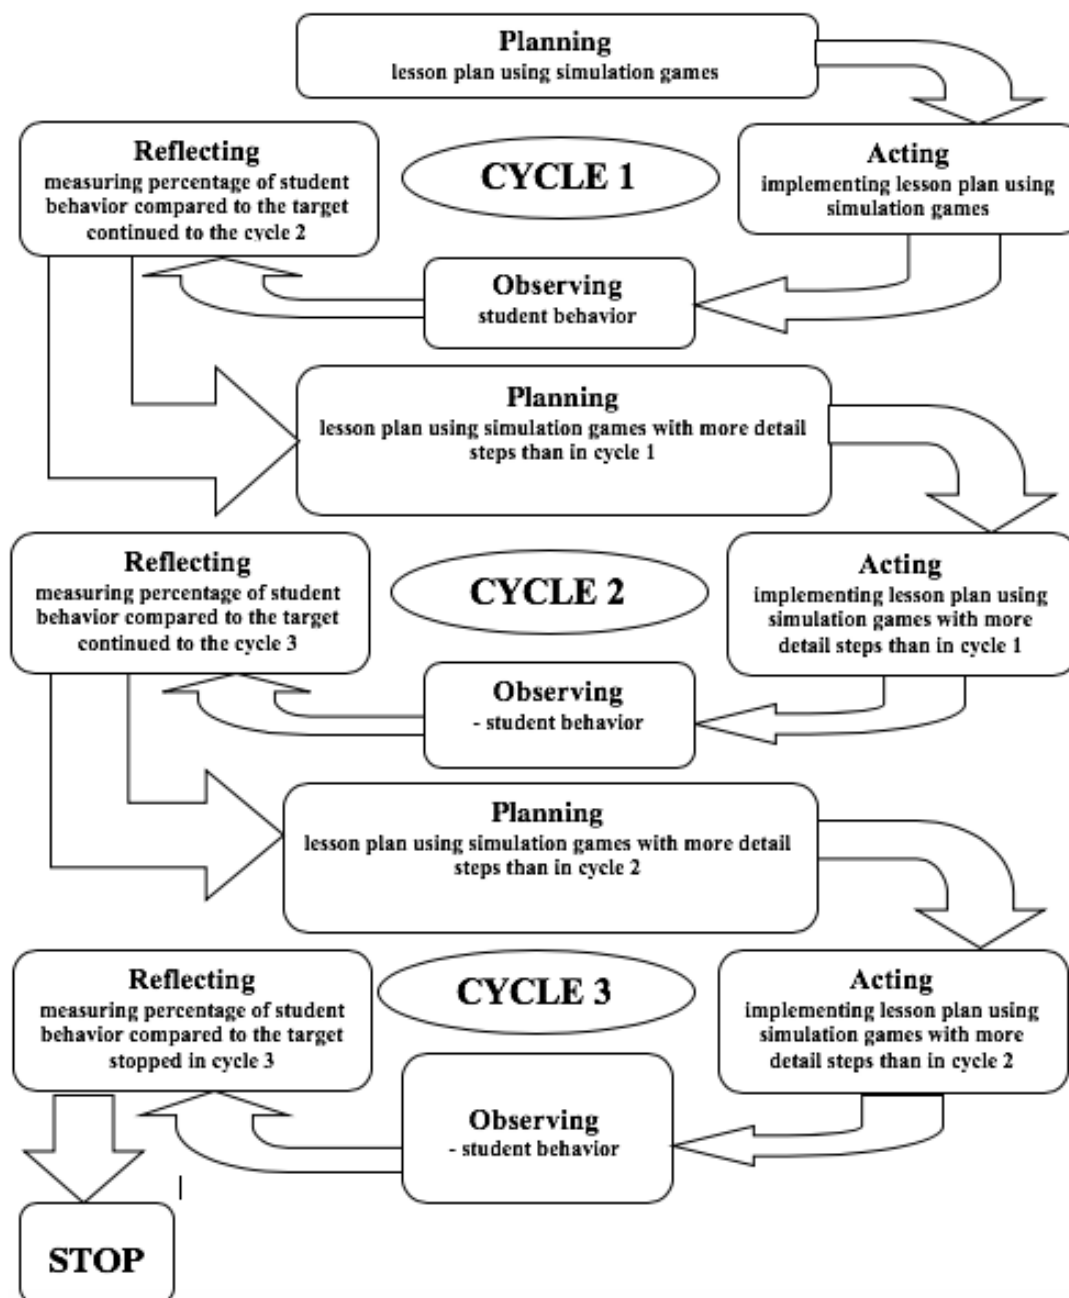 Planning
lesson plan using simulation games
Reflecting
measuring percentage of student
behavior compared to the target
continued to the cycle 2
CYCLE 1
Acting
implementing lesson plan using
simulation games
Observing
student behavior
Planning
lesson plan using simulation games with more detail
steps than in cycle 1
Reflecting
measuring percentage of student
behavior compared to the target
continued to the cycle 3
CYCLE 2
Acting
implementing lesson plan using
simulation games with more
detail steps than in cycle 1
Observing
- student behavior
Planning
lesson plan using simulation games with more detail
steps than in cycle 2
Reflecting
measuring percentage of student
behavior compared to the target
stopped in cycle 3
CYCLE 3
Acting
implementing lesson plan using
simulation games with more
detail steps than in cycle 2
Observing
- student behavior
STOP